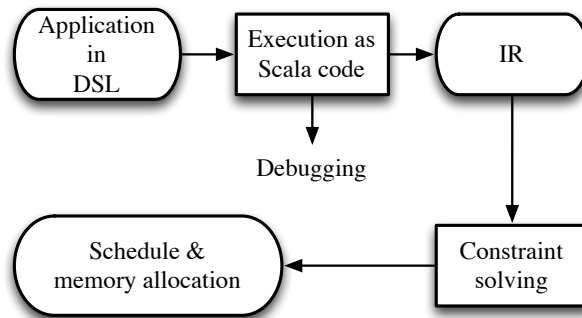 Application
in
DSL
Execution as
Scala code
IR
Debugging
Schedule &
memory allocation
Constraint
solving